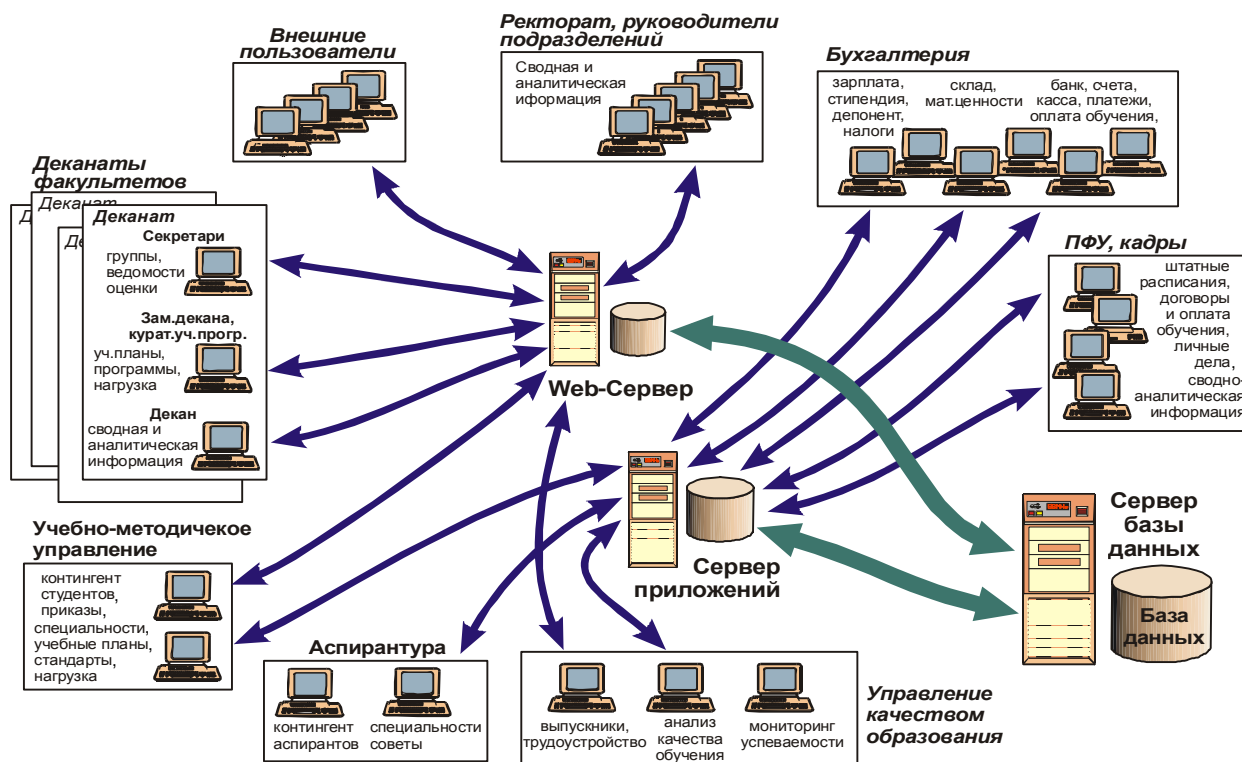 Внешние
пользователи
Ректорат, руководители
подразделений
Сводная и
аналитическая
иформация
Бухгалтерия
зарплата,
стипендия,
депонент,
налоги
склад,
мат.ценности
банк, счета,
касса, платежи,
оплата обучения,
Деканаты
факультетов
Деканат
Деканат
Секретари
группы,
ведомости
оценки
Зам.декана,
курат.уч.прогр.
уч.планы,
программы,
нагрузка
Декан
сводная и
аналитическая
информация
ПФУ, кадры
штатные
расписания,
договоры
и оплата
обучения,
личные
дела,
сводно-
аналитическая
информация
Web-Сервер
Сервер
приложений
Сервер
базы
данных
База
данных
Учебно-методичекое
управление
контингент
студентов,
приказы,
специальности,
учебные планы,
стандарты,
нагрузка
Аспирантура
контингент
аспирантов
специальности
советы
выпускники,
трудоустройство
анализ
качества
обучения
мониторинг
успеваемости
Управление
качеством
образования